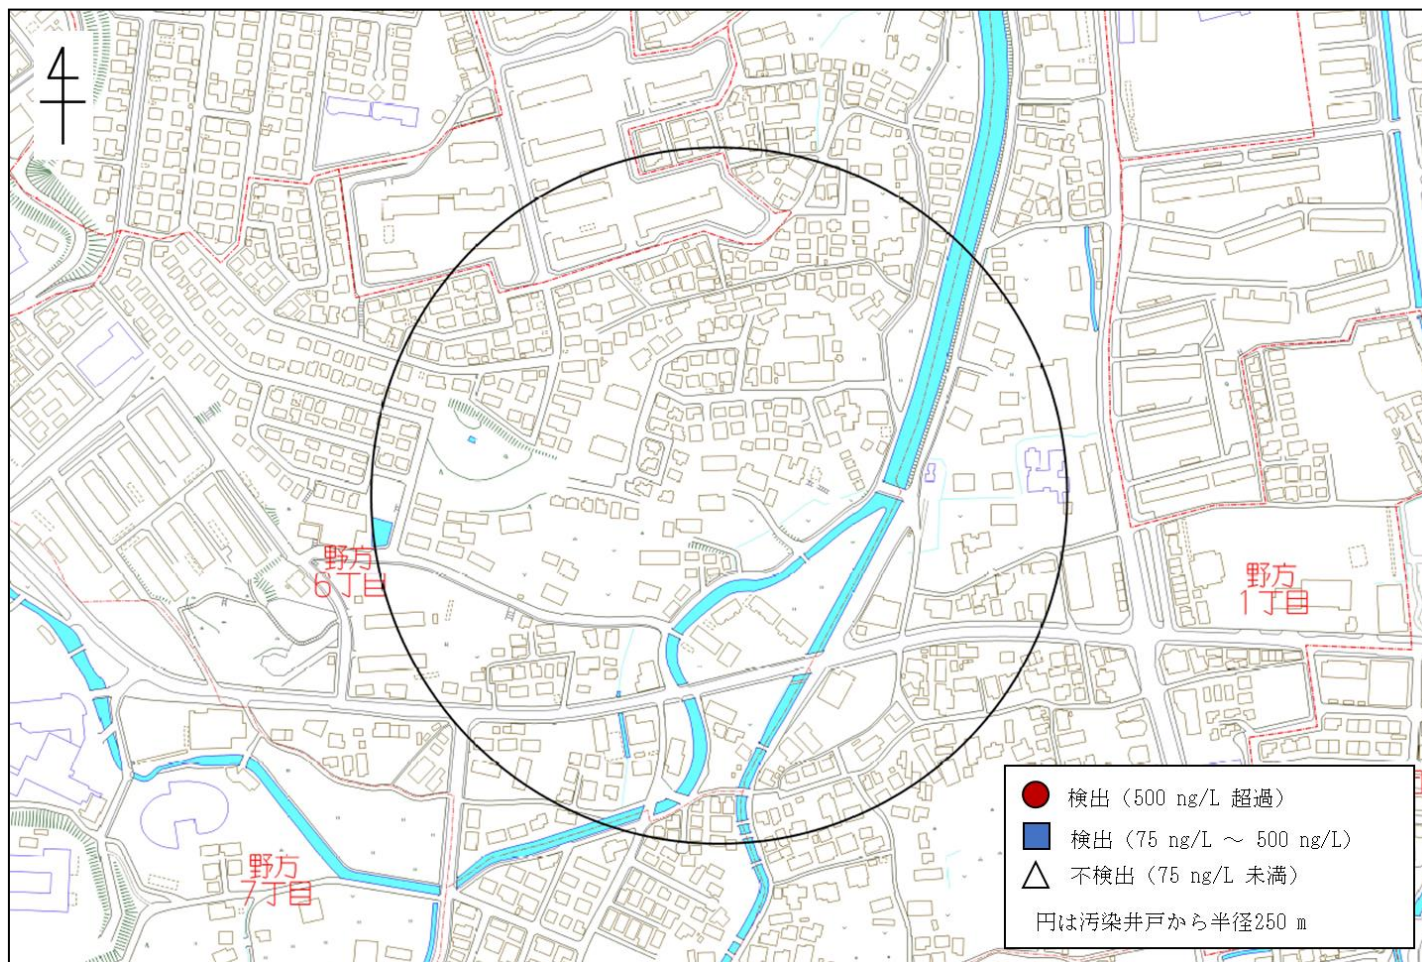 野方
6丁目
野方
1丁目
野方
7丁目
検出（500 ng/L 超過）
検出（75 ng/L ～ 500 ng/L）
不検出（75 ng/L 未満）
円は汚染井戸から半径250 m